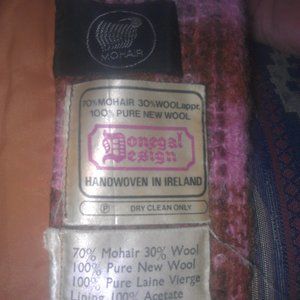 MOHAIR
70% MOHAIR 30% WOOL appr.
100% PURE NEW WOOL
Donegal
Design
HANDWOVEN IN IRELAND
P DRY CLEAN ONLY
70% Mohair 30% Wool
100% Pure New Wool
100% Pure Laine Vierge
Lining 100% Acetate